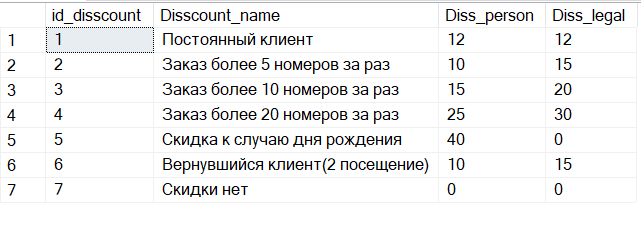 id_disscount Disscount_name Diss_person Diss_legal
1 1 Постоянный клиент 12 12
2 2 Заказ более 5 номеров за раз 10 15
3 3 Заказ более 10 номеров за раз 15 20
4 4 Заказ более 20 номеров за раз 25 30
5 5 Скидка к случаю дня рождения 40 0
6 6 Вернувшийся клиент(2 посещение) 10 15
7 7 Скидки нет 0 0